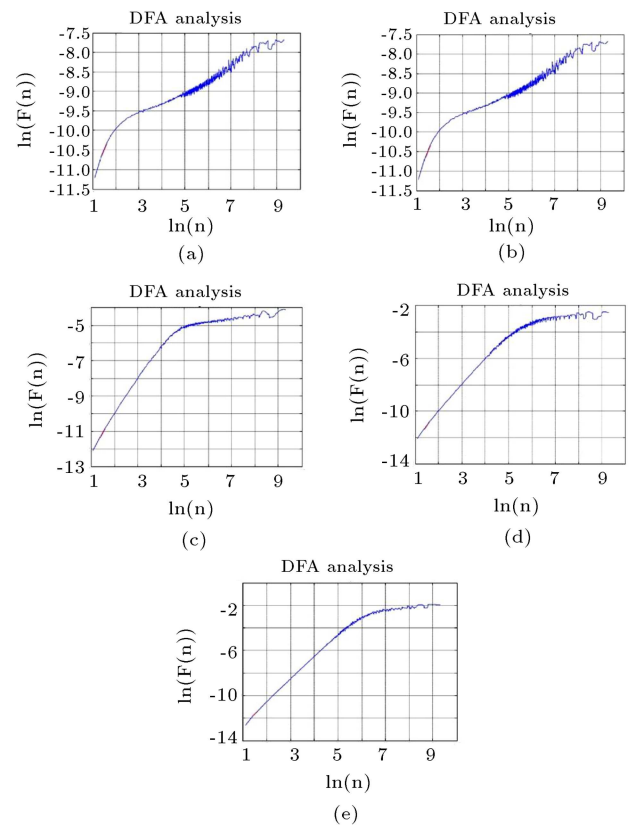 DFA analysis
ln(F(n))
-7.5
-8.0
-8.5
-9.0
-9.5
-10.0
-10.5
-11.0
-11.5
1 3 5 7 9
ln(n)
(a)
DFA analysis
ln(F(n))
-7.5
-8.0
-8.5
-9.0
-9.5
-10.0
-10.5
-11.0
-11.5
1 3 5 7 9
ln(n)
(b)
DFA analysis
ln(F(n))
-5
-7
-9
-11
-13
1 3 5 7 9
ln(n)
(c)
DFA analysis
ln(F(n))
-2
-6
-10
-14
1 3 5 7 9
ln(n)
(d)
DFA analysis
ln(F(n))
-2
-6
-10
-14
1 3 5 7 9
ln(n)
(e)